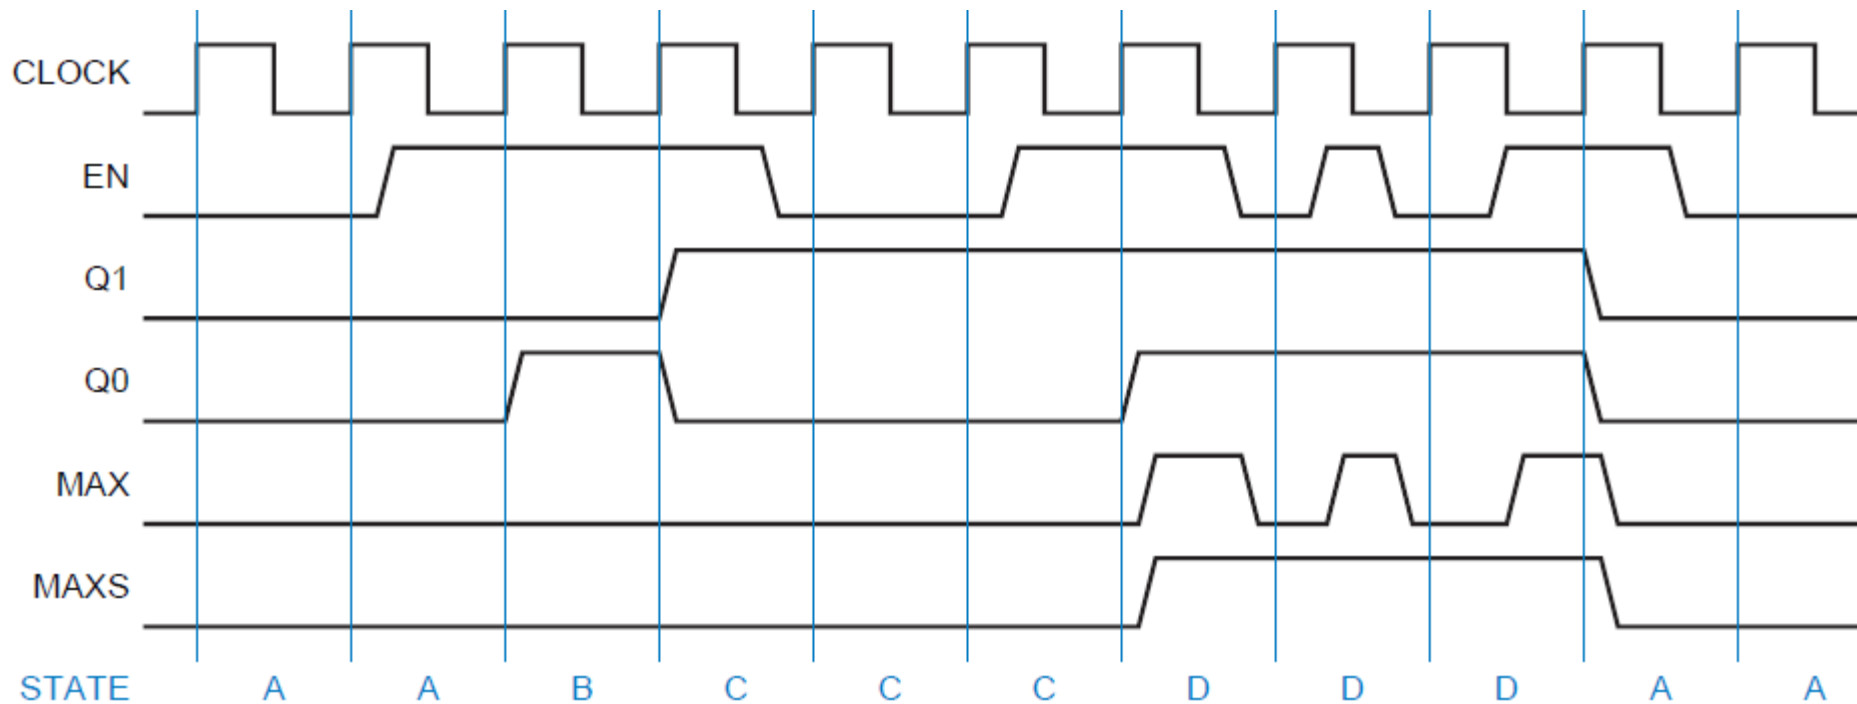 CLOCK
EN
Q1
Q0
MAX
MAXS
STATE A A B C C C D D D A A